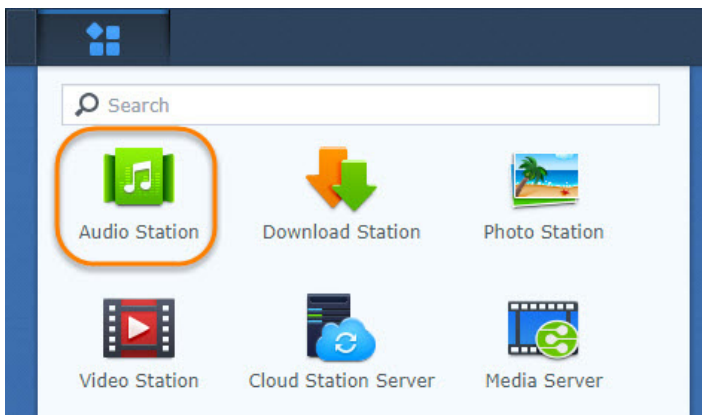 Search
Audio Station
Download Station
Photo Station
Video Station
Cloud Station Server
Media Server